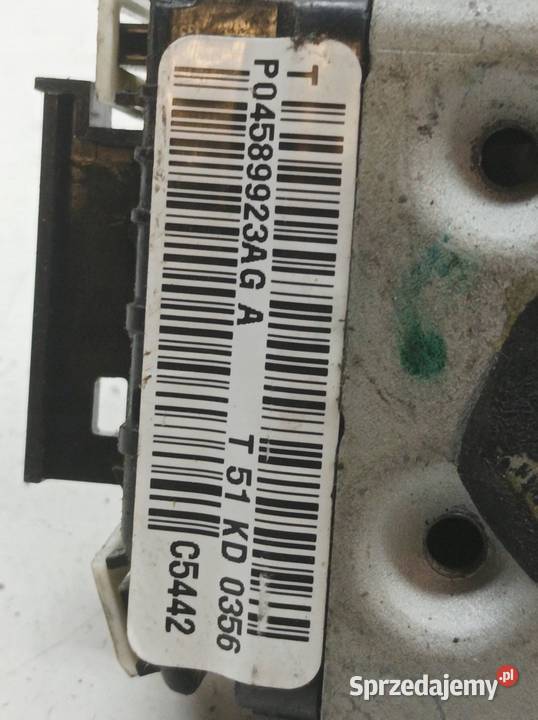 T
P04589923AG A
T 51 KD 0356
C5442
Sprzedajemy.pl